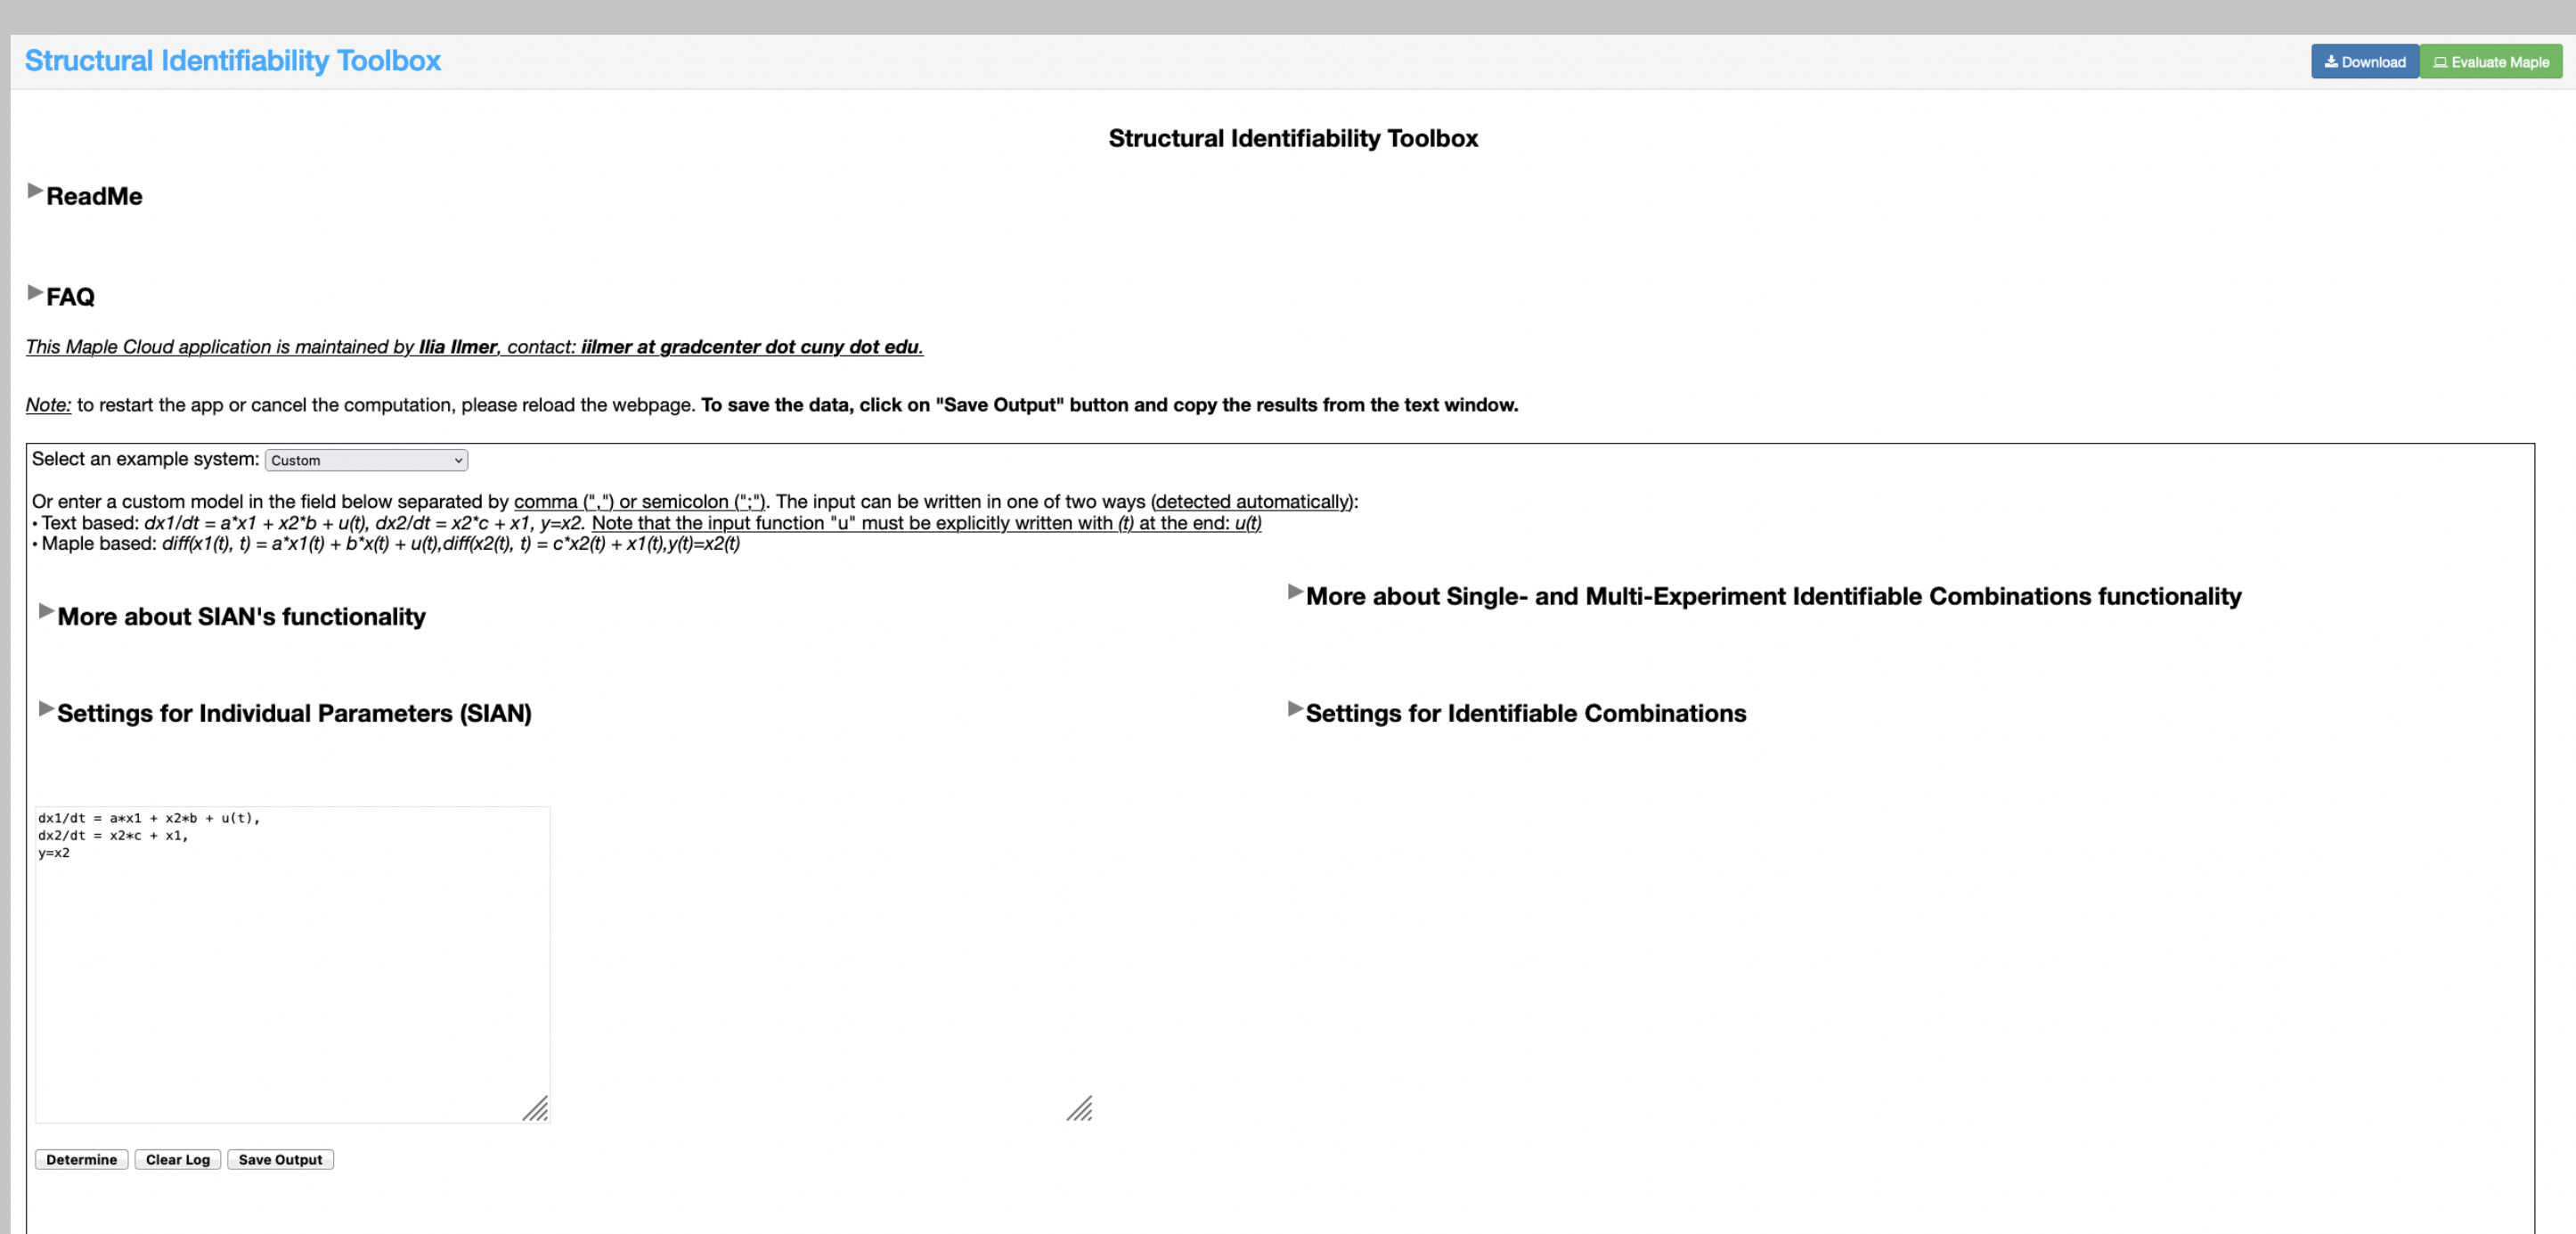 Structural Identifiability Toolbox
Download
Evaluate Maple
Structural Identifiability Toolbox
ReadMe
FAQ
This Maple Cloud application is maintained by Ilia Ilmer, contact: iilmer at gradcenter dot cuny dot edu.
Note: to restart the app or cancel the computation, please reload the webpage. To save the data, click on "Save Output" button and copy the results from the text window.
Select an example system: Custom
Or enter a custom model in the field below separated by comma (",") or semicolon (";"). The input can be written in one of two ways (detected automatically):
• Text based: dx1/dt = a*x1 + x2*b + u(t), dx2/dt = x2*c + x1, y=x2. Note that the input function "u" must be explicitly written with (t) at the end: u(t)
• Maple based: diff(x1(t), t) = a*x1(t) + b*x(t) + u(t),diff(x2(t), t) = c*x2(t) + x1(t),y(t)=x2(t)
More about SIAN's functionality
More about Single- and Multi-Experiment Identifiable Combinations functionality
Settings for Individual Parameters (SIAN)
Settings for Identifiable Combinations
dx1/dt = a*x1 + x2*b + u(t),
dx2/dt = x2*c + x1,
y=x2
Determine
Clear Log
Save Output